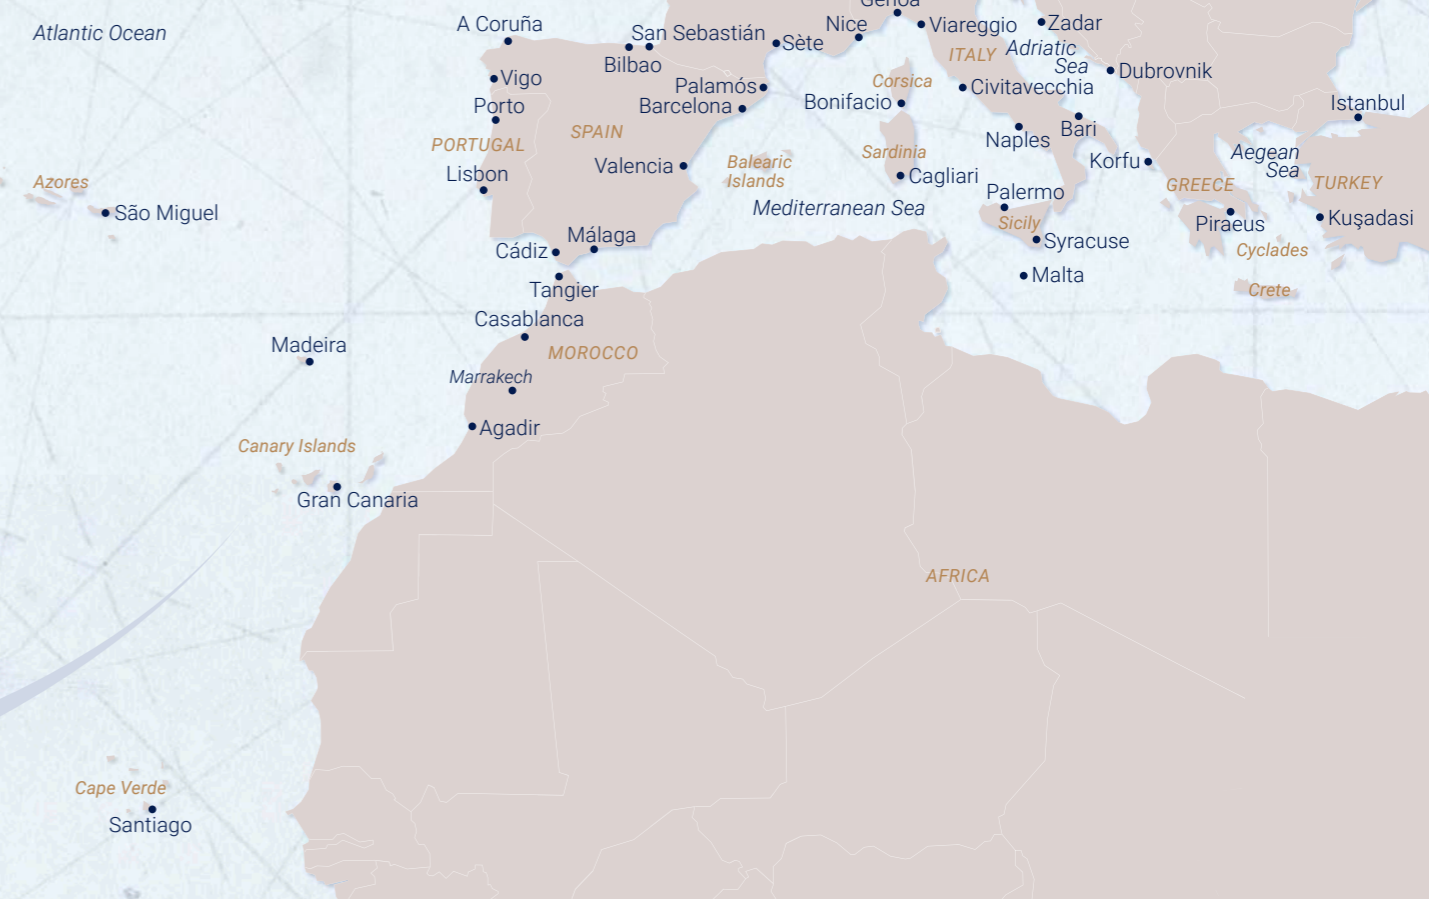 Genoa
A Coruña
San Sebastián
Nice
Viareggio
Zadar
Atlantic Ocean
Sète
ITALY
Adriatic
Sea
Bilbao
Vigo
Palamós
Corsica
Civitavecchia
Dubrovnik
Porto
Barcelona
Bonifacio
Istanbul
SPAIN
Naples
Bari
PORTUGAL
Sardinia
Aegean
Sea
Valencia
Balearic
Islands
Korfu
Lisbon
Cagliari
Azores
GREECE
TURKEY
Palermo
Mediterranean Sea
São Miguel
Sicily
Piraeus
Kuşadasi
Málaga
Cádiz
Syracuse
Cyclades
Malta
Tangier
Crete
Casablanca
Madeira
MOROCCO
Marrakech
Agadir
Canary Islands
Gran Canaria
AFRICA
Cape Verde
Santiago